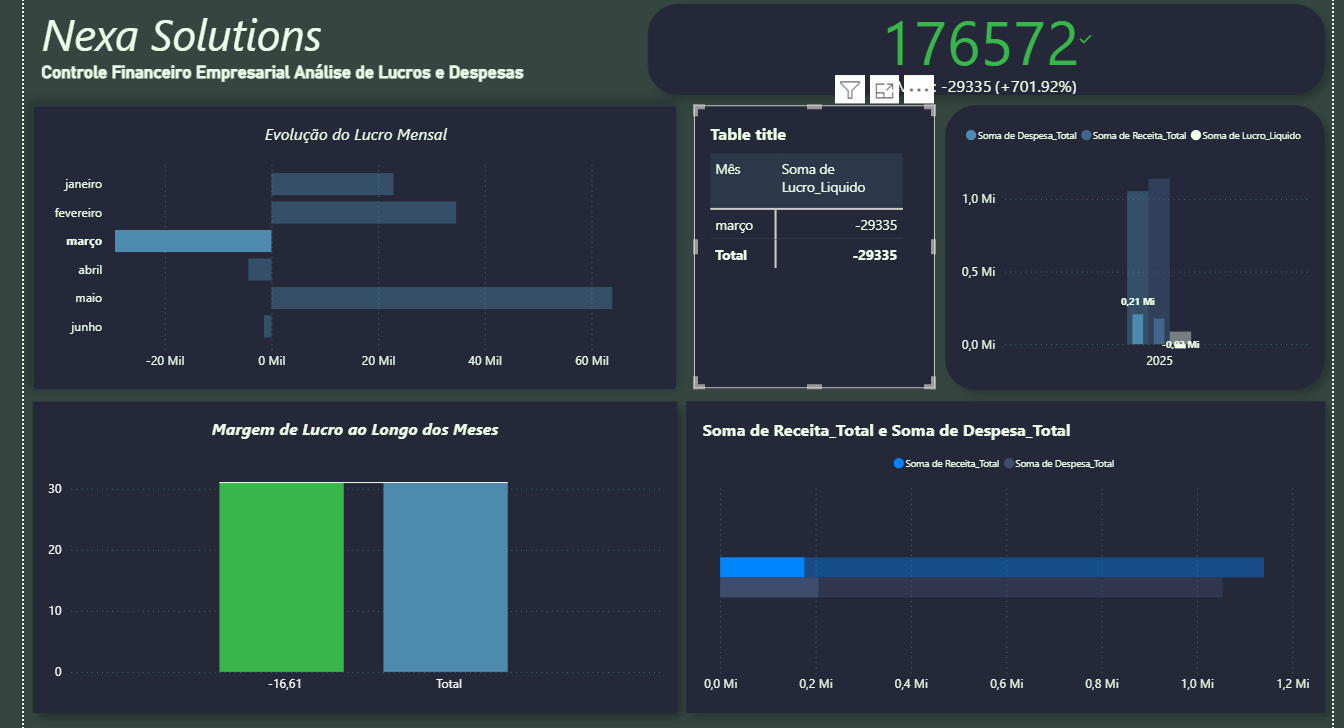 Nexa Solutions
Controle Financeiro Empresarial Análise de Lucros e Despesas
176572
: -29335 (+701.92%)
Evolução do Lucro Mensal
janeiro
fevereiro
março
abril
maio
junho
-20 Mil 0 Mil 20 Mil 40 Mil 60 Mil
Table title
Mês Soma de
Lucro_Liquido
março -29335
Total -29335
Soma de Despesa_Total Soma de Receita_Total Soma de Lucro_Liquido
1,0 Mi
0,5 Mi
0,0 Mi
0,21 Mi
2025
Margem de Lucro ao Longo dos Meses
30
20
10
0
-16,61 Total
Soma de Receita_Total e Soma de Despesa_Total
Soma de Receita_Total Soma de Despesa_Total
0,0 Mi 0,2 Mi 0,4 Mi 0,6 Mi 0,8 Mi 1,0 Mi 1,2 Mi